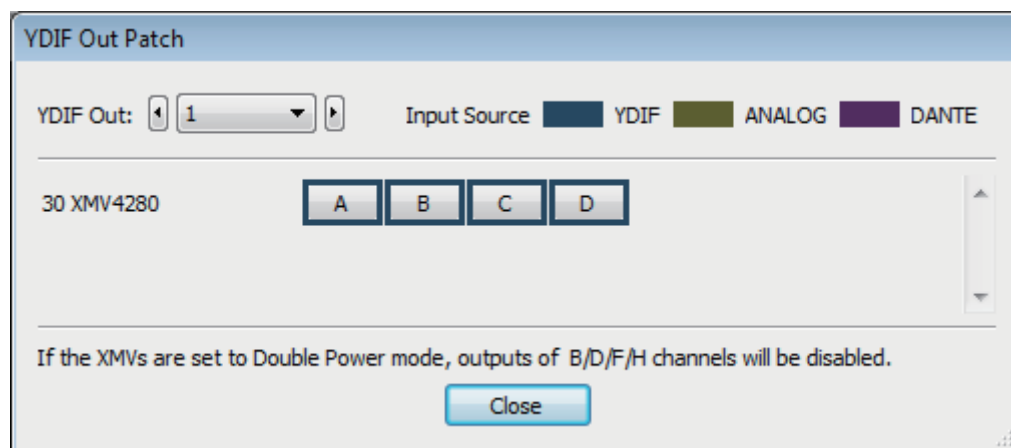 YDIF Out Patch
YDIF Out: 1 Input Source YDIF ANALOG DANTE
30 XMV4280 A B C D
If the XMVs are set to Double Power mode, outputs of B/D/F/H channels will be disabled.
Close